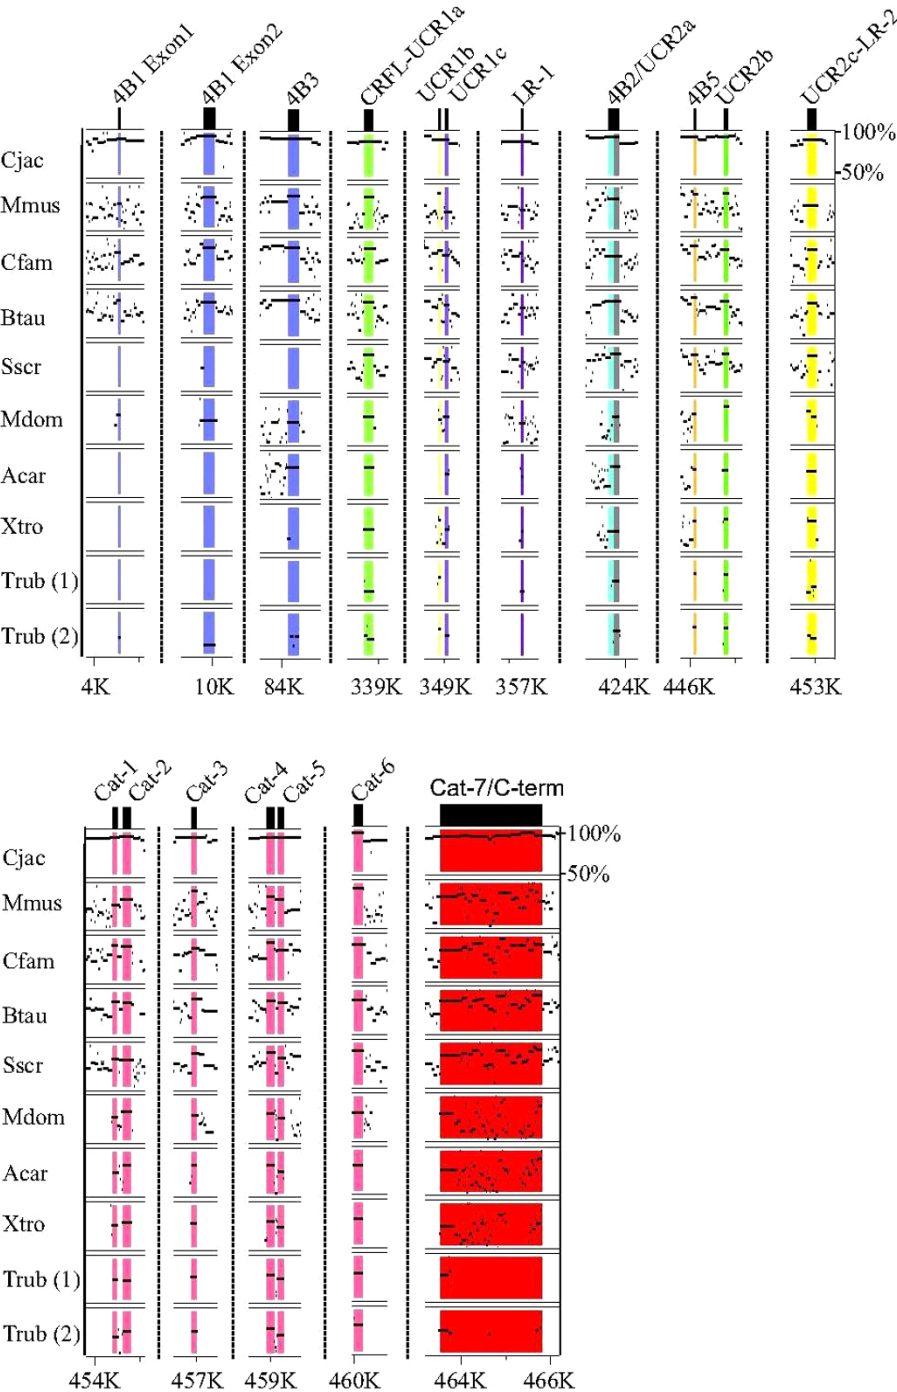 4B1 Exon1
4B1 Exon2
4B3
CRFL-UCR1a
UCR1b
UCR1c
LR-1
4B2/UCR2a
4B5
UCR2b
UCR2c-LR-2
100%
50%
Cjac
Mmus
Cfam
Btau
Sscr
Mdom
Acar
Xtro
Trub (1)
Trub (2)
4K 10K 84K 339K 349K 357K 424K 446K 453K
Cat-1
Cat-2
Cat-3
Cat-4
Cat-5
Cat-6
Cat-7/C-term
100%
50%
Cjac
Mmus
Cfam
Btau
Sscr
Mdom
Acar
Xtro
Trub (1)
Trub (2)
454K 457K 459K 460K 464K 466K